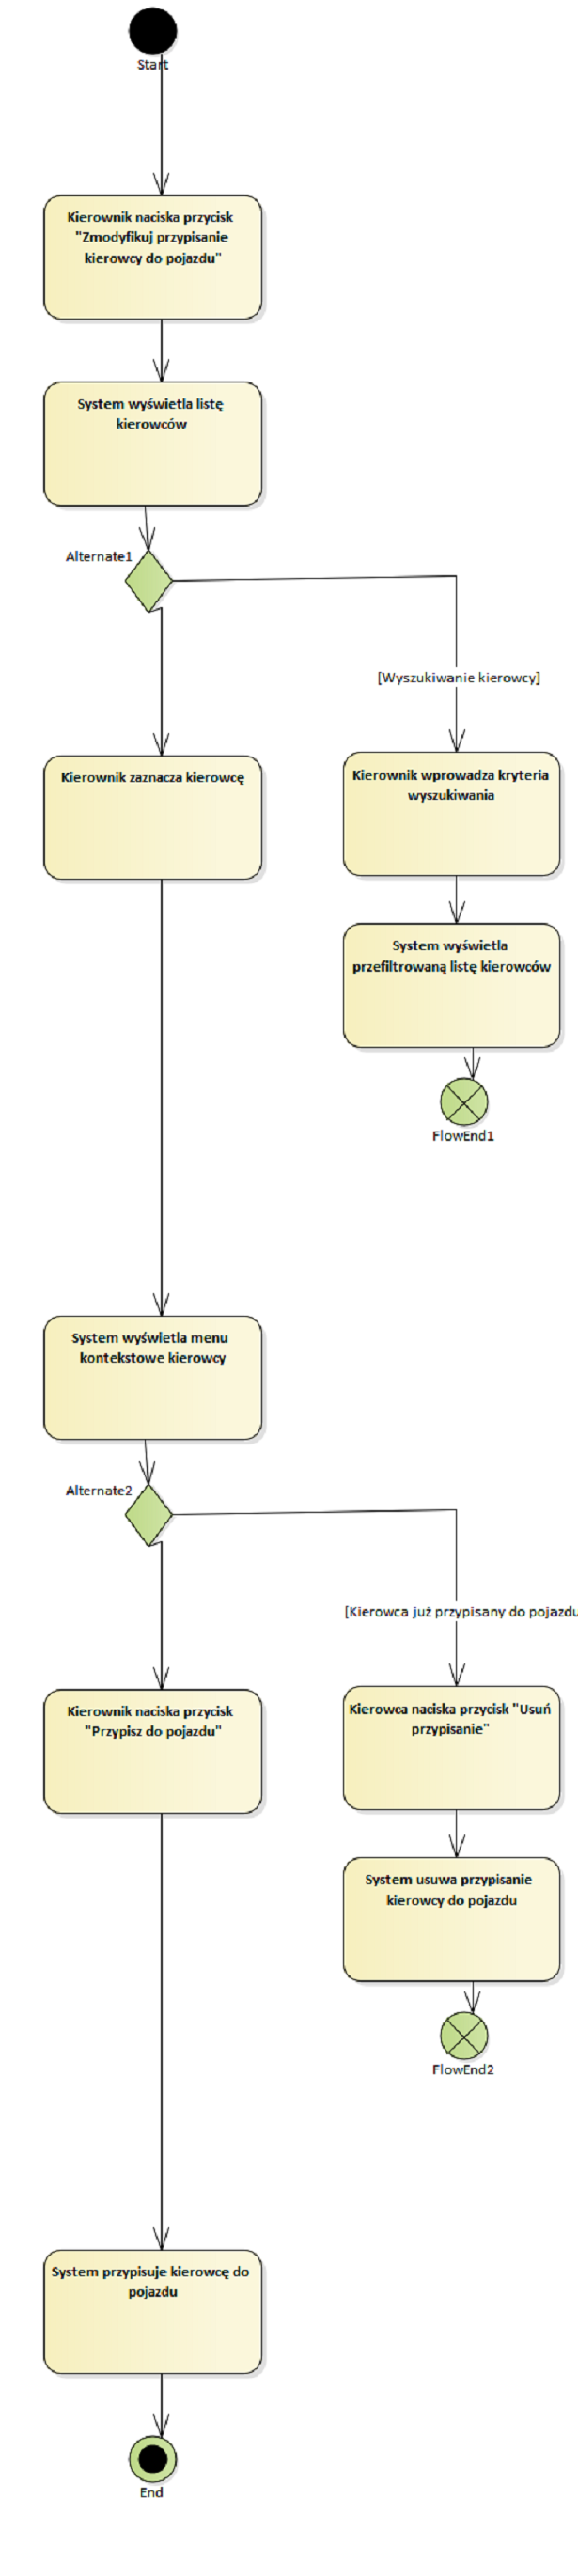 Start
Kierownik naciska przycisk
"Zmodyfikuj przypisanie
kierowcy do pojazdu"
System wyświetla listę
kierowców
Alternate1
[Wyszukiwanie kierowcy]
Kierownik zaznacza kierowcę
Kierownik wprowadza kryteria
wyszukiwania
System wyświetla
przefiltrowaną listę kierowców
FlowEnd1
System wyświetla menu
kontekstowe kierowcy
Alternate2
[Kierowca już przypisany do pojazdu
Kierownik naciska przycisk
"Przypisz do pojazdu"
Kierowca naciska przycisk "Usuń
przypisanie"
System usuwa przypisanie
kierowcy do pojazdu
FlowEnd2
System przypisuje kierowcę do
pojazdu
End